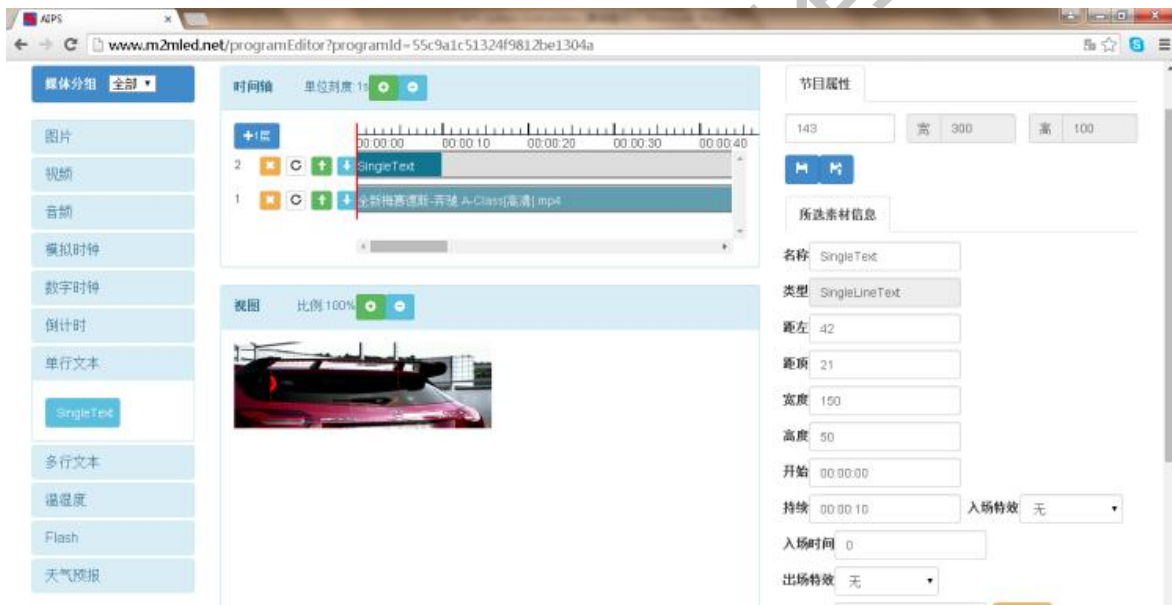 AIPS
www.m2mled.net/programEditor?programId=55c9a1c51324f9812be1304a
媒体分组 全部
图片
视频
音频
模拟时钟
数字时钟
倒计时
单行文本
SingleText
多行文本
温湿度
Flash
天气预报
时间轴 单位刻度:1s
+1层
00:00:00 00:00:10 00:00:20 00:00:30 00:00:40
2 SingleText
1 全新梅赛德斯-奔驰 A-Class[高清].mp4
视图 比例:100%
节目属性
143 宽 300 高 100
所选素材信息
名称 SingleText
类型 SingleLineText
距左 42
距顶 21
宽度 150
高度 50
开始 00:00:00
持续 00:00:10 入场特效 无
入场时间 0
出场特效 无